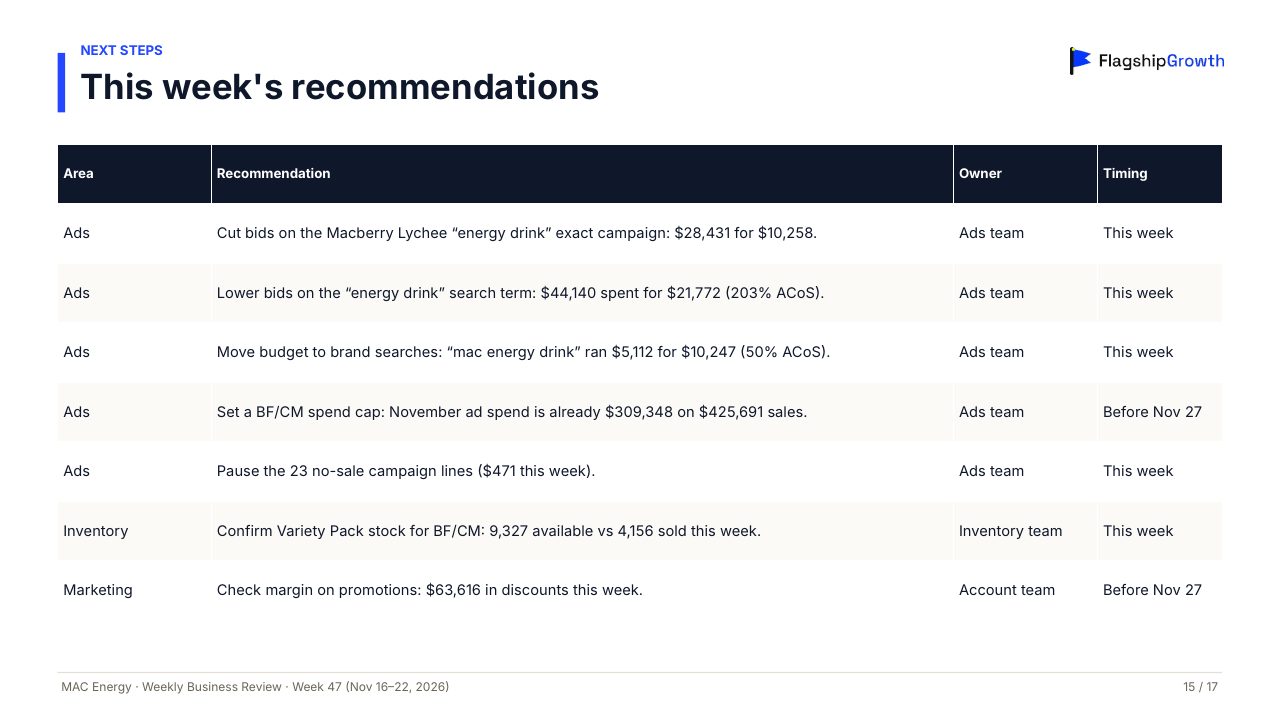 NEXT STEPS
This week's recommendations
FlagshipGrowth
Area Recommendation Owner Timing
Ads Cut bids on the Macberry Lychee “energy drink” exact campaign: $28,431 for $10,258. Ads team This week
Ads Lower bids on the “energy drink” search term: $44,140 spent for $21,772 (203% ACoS). Ads team This week
Ads Move budget to brand searches: “mac energy drink” ran $5,112 for $10,247 (50% ACoS). Ads team This week
Ads Set a BF/CM spend cap: November ad spend is already $309,348 on $425,691 sales. Ads team Before Nov 27
Ads Pause the 23 no-sale campaign lines ($471 this week). Ads team This week
Inventory Confirm Variety Pack stock for BF/CM: 9,327 available vs 4,156 sold this week. Inventory team This week
Marketing Check margin on promotions: $63,616 in discounts this week. Account team Before Nov 27
MAC Energy · Weekly Business Review · Week 47 (Nov 16–22, 2026) 15 / 17